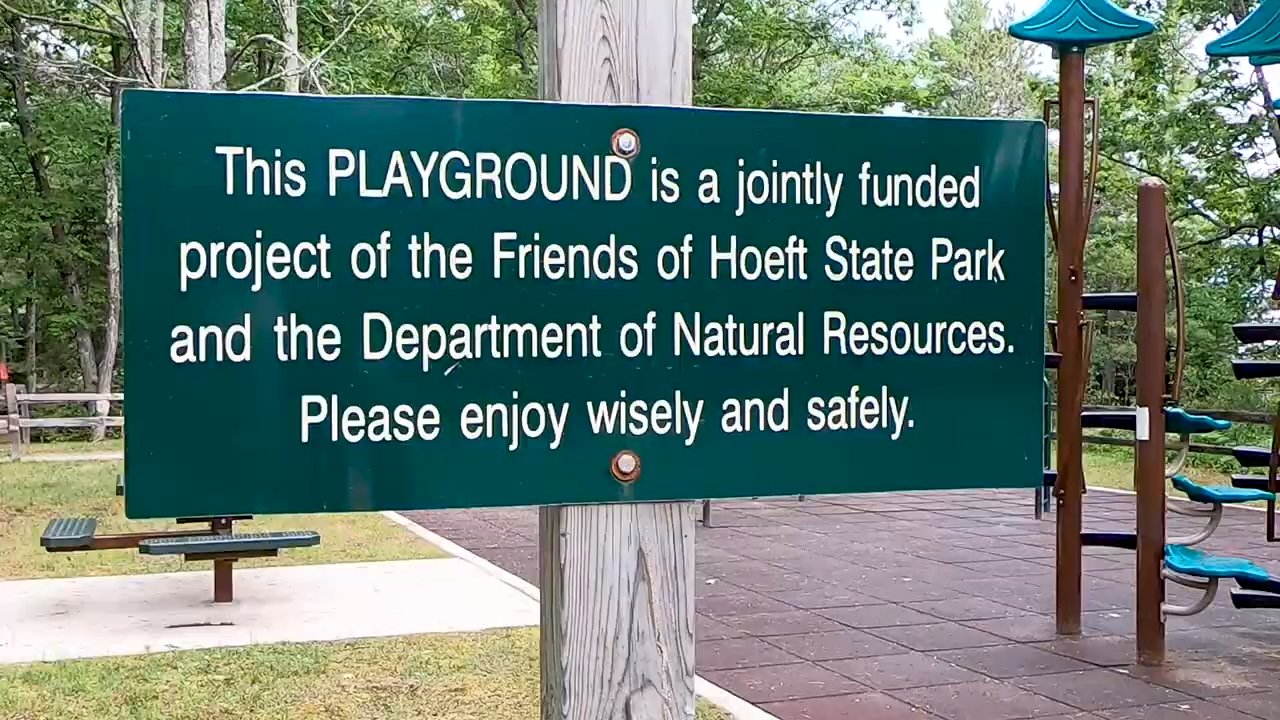 This PLAYGROUND is a jointly funded
project of the Friends of Hoeft State Park
and the Department of Natural Resources.
Please enjoy wisely and safely.